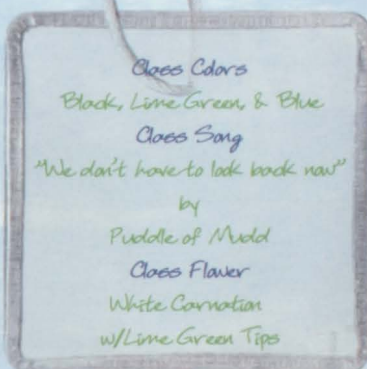 Class Colors
Black, Lime Green, & Blue
Class Song
"We don't have to look back now"
by
Puddle of Mudd
Class Flower
White Carnation
w/Lime Green Tips